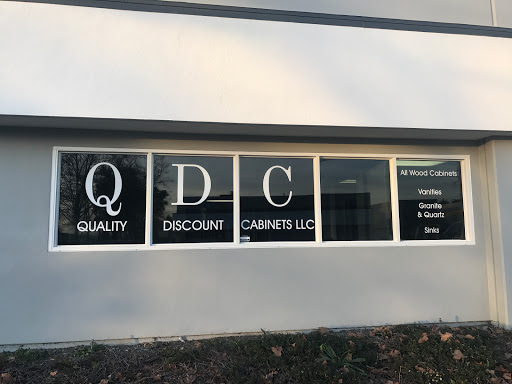 Q D C
QUALITY DISCOUNT CABINETS LLC
All Wood Cabinets
Vanities
Granite
& Quartz
Sinks